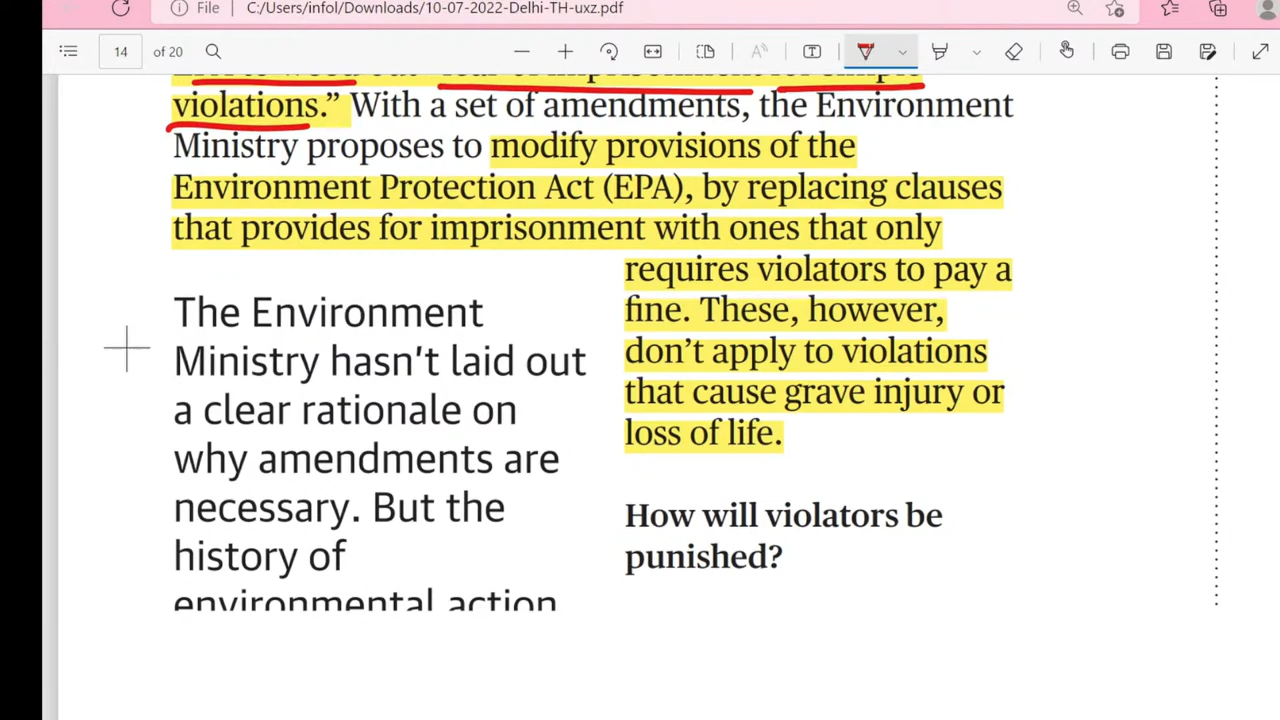 File C:/Users/infol/Downloads/10-07-2022-Delhi-TH-uxz.pdf
14 of 20
violations.” With a set of amendments, the Environment
Ministry proposes to modify provisions of the
Environment Protection Act (EPA), by replacing clauses
that provides for imprisonment with ones that only
requires violators to pay a
fine. These, however,
don’t apply to violations
that cause grave injury or
loss of life.
The Environment
Ministry hasn’t laid out
a clear rationale on
why amendments are
necessary. But the
history of
environmental action
How will violators be
punished?